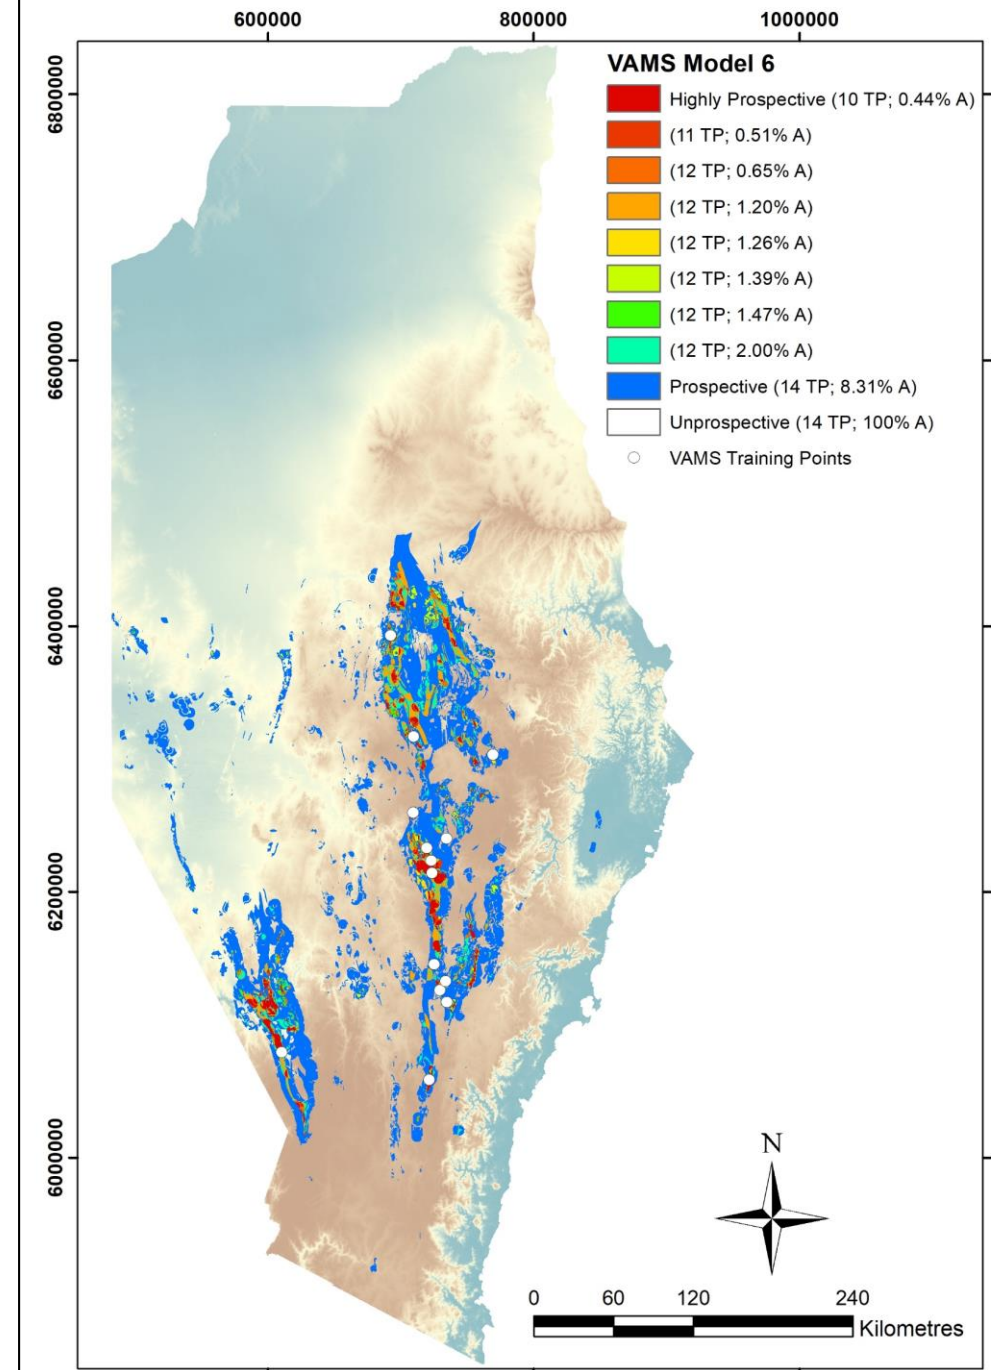 600000 800000 1000000
VAMS Model 6
Highly Prospective (10 TP; 0.44% A)
(11 TP; 0.51% A)
(12 TP; 0.65% A)
(12 TP; 1.20% A)
(12 TP; 1.26% A)
(12 TP; 1.39% A)
(12 TP; 1.47% A)
(12 TP; 2.00% A)
Prospective (14 TP; 8.31% A)
Unprospective (14 TP; 100% A)
VAMS Training Points
6800000
6600000
6400000
6200000
6000000
N
0 60 120 240
Kilometres